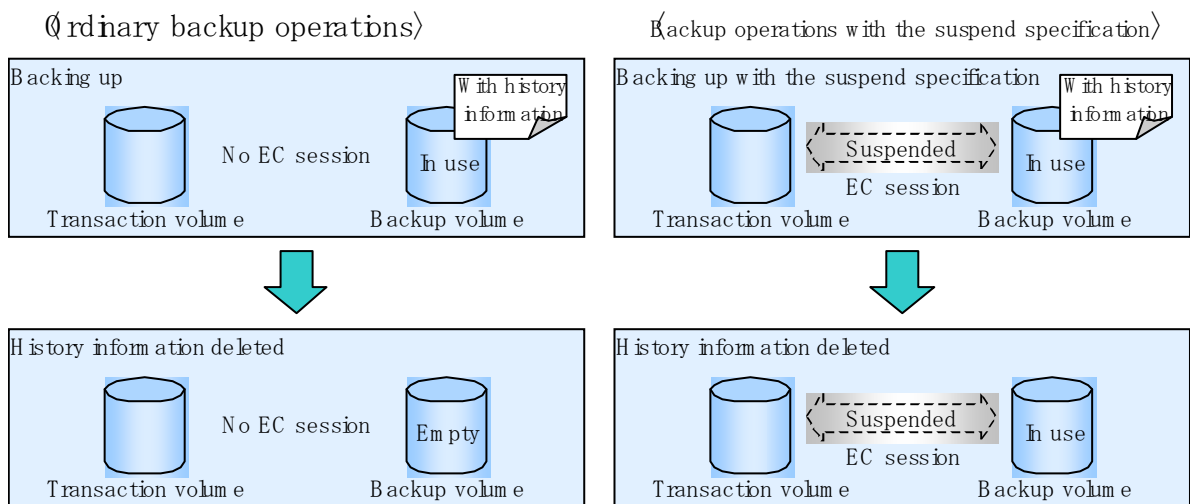 〈Ordinary backup operations〉
Backing up
With history
information
No EC session
In use
Transaction volume
Backup volume
History information deleted
No EC session
Empty
Transaction volume
Backup volume
〈Backup operations with the suspend specification〉
Backing up with the suspend specification
With history
information
Suspended
In use
EC session
Transaction volume
Backup volume
History information deleted
Suspended
In use
EC session
Transaction volume
Backup volume